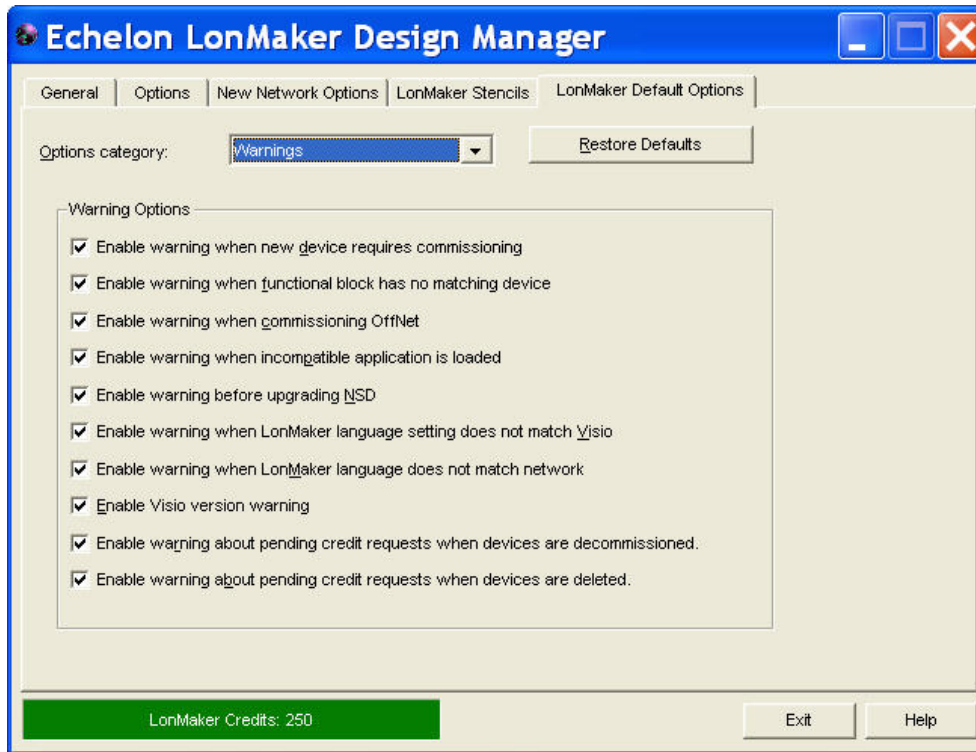 Echelon LonMaker Design Manager
General Options New Network Options LonMaker Stencils LonMaker Default Options
Options category: Warnings Restore Defaults
Warning Options
Enable warning when new device requires commissioning
Enable warning when functional block has no matching device
Enable warning when commissioning OffNet
Enable warning when incompatible application is loaded
Enable warning before upgrading NSD
Enable warning when LonMaker language setting does not match Visio
Enable warning when LonMaker language does not match network
Enable Visio version warning
Enable warning about pending credit requests when devices are decommissioned.
Enable warning about pending credit requests when devices are deleted.
LonMaker Credits: 250 Exit Help